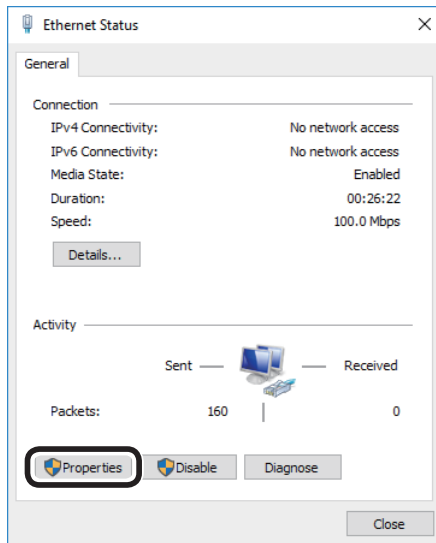 Ethernet Status
General
Connection
IPv4 Connectivity: No network access
IPv6 Connectivity: No network access
Media State: Enabled
Duration: 00:26:22
Speed: 100.0 Mbps
Details...
Activity
Sent Received
Packets: 160 0
Properties Disable Diagnose
Close